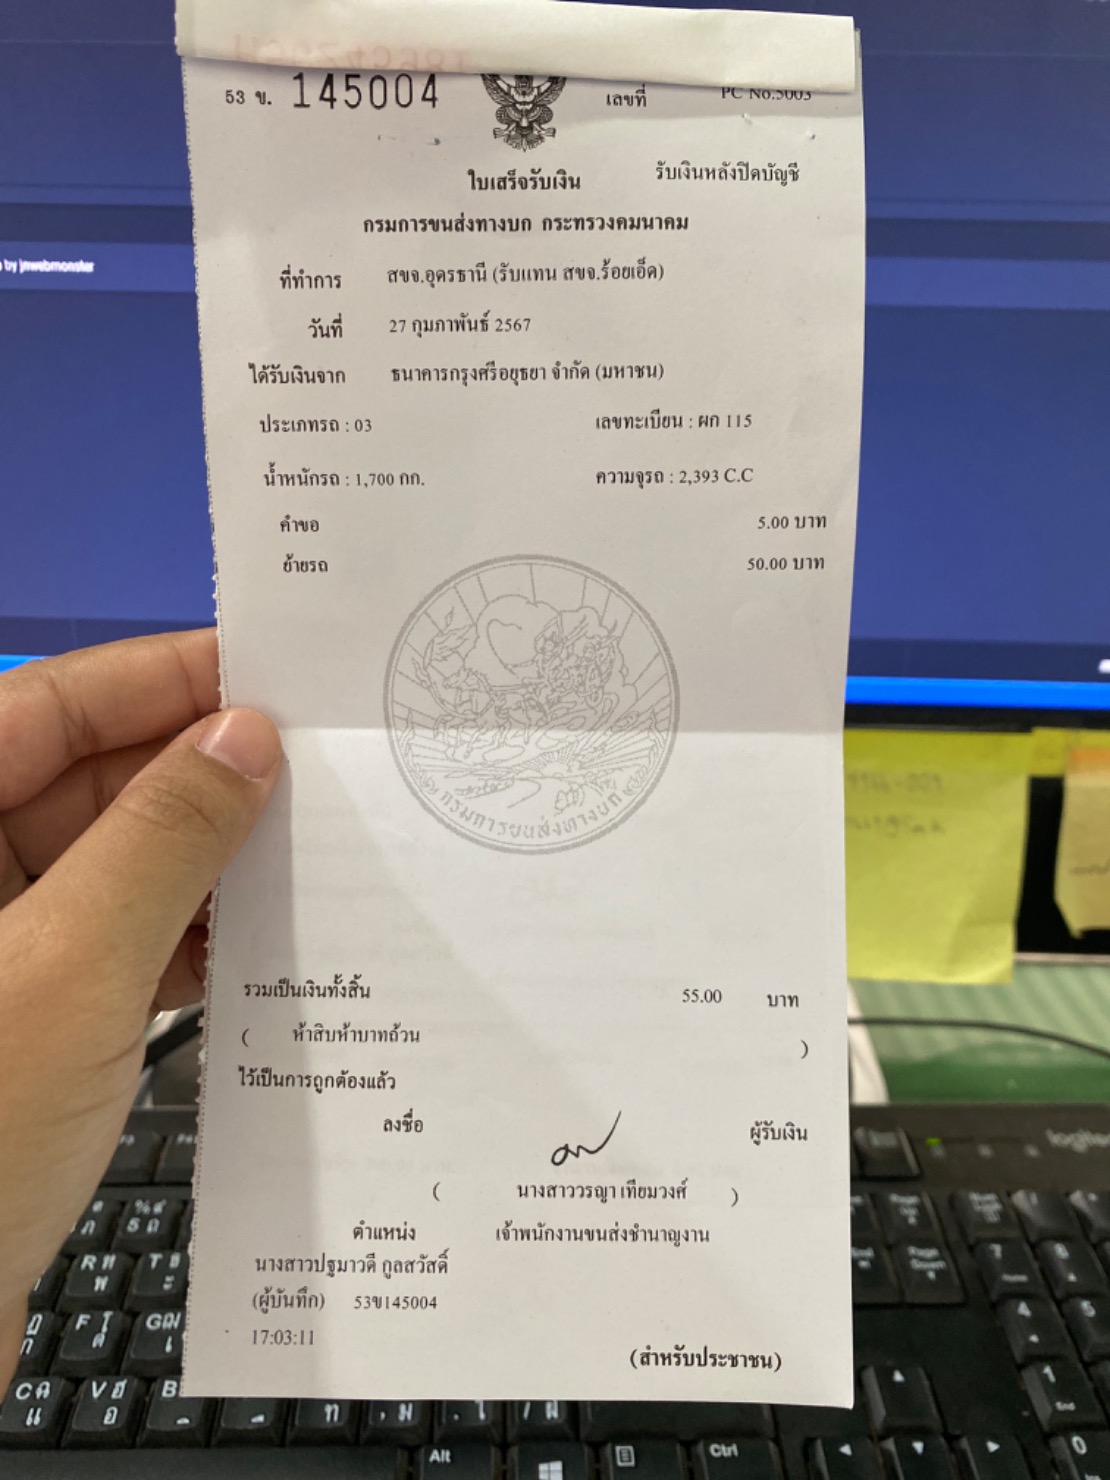 53 ข. 145004
เลขที่ PC No.5003
ใบเสร็จรับเงิน รับเงินหลังปิดบัญชี
กรมการขนส่งทางบก กระทรวงคมนาคม
ที่ทำการ สขจ.อุดรธานี (รับแทน สขจ.ร้อยเอ็ด)
วันที่ 27 กุมภาพันธ์ 2567
ได้รับเงินจาก ธนาคารกรุงศรีอยุธยา จำกัด (มหาชน)
ประเภทรถ : 03 เลขทะเบียน : ผก 115
น้ำหนักรถ : 1,700 กก. ความจุรถ : 2,393 C.C
คำขอ 5.00 บาท
ย้ายรถ 50.00 บาท
กรมการขนส่งทางบก
รวมเป็นเงินทั้งสิ้น 55.00 บาท
( ห้าสิบห้าบาทถ้วน )
ไว้เป็นการถูกต้องแล้ว
ลงชื่อ ผู้รับเงิน
( นางสาววรญา เทียมวงศ์ )
ตำแหน่ง เจ้าพนักงานขนส่งชำนาญงาน
นางสาวปฐมาวดี กูลสวัสดิ์
(ผู้บันทึก) 53ข145004
17:03:11
(สำหรับประชาชน)
by jnwebmonster
Alt
Ctrl